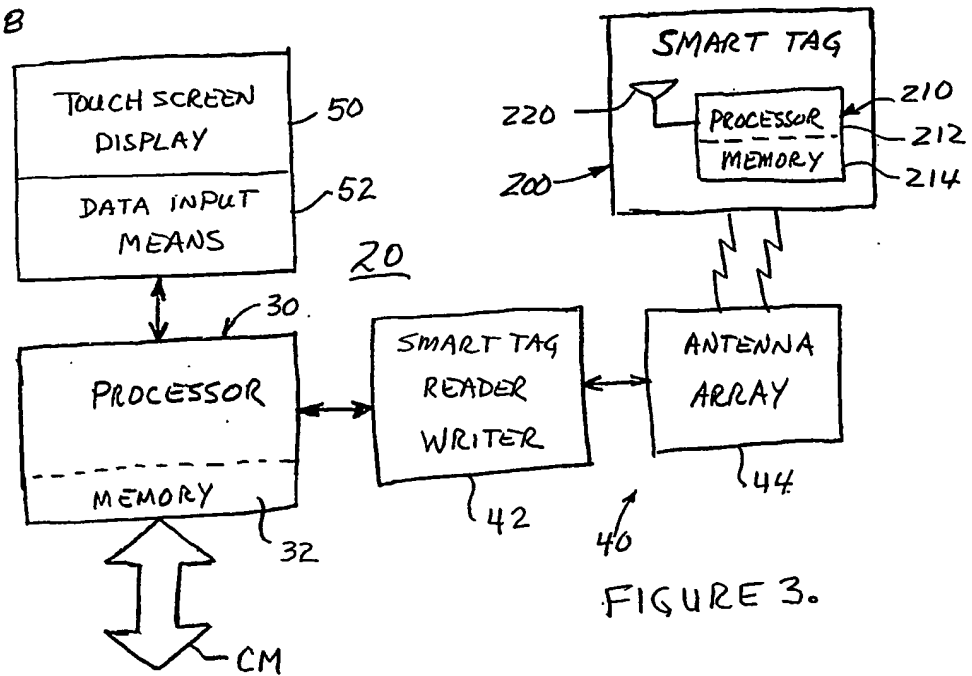 B
TOUCH SCREEN
DISPLAY
50
DATA INPUT
MEANS
52
20
SMART TAG
220
PROCESSOR
210
212
MEMORY
214
200
30
PROCESSOR
MEMORY
32
SMART TAG
READER
WRITER
42
ANTENNA
ARRAY
44
40
CM
FIGURE 3.